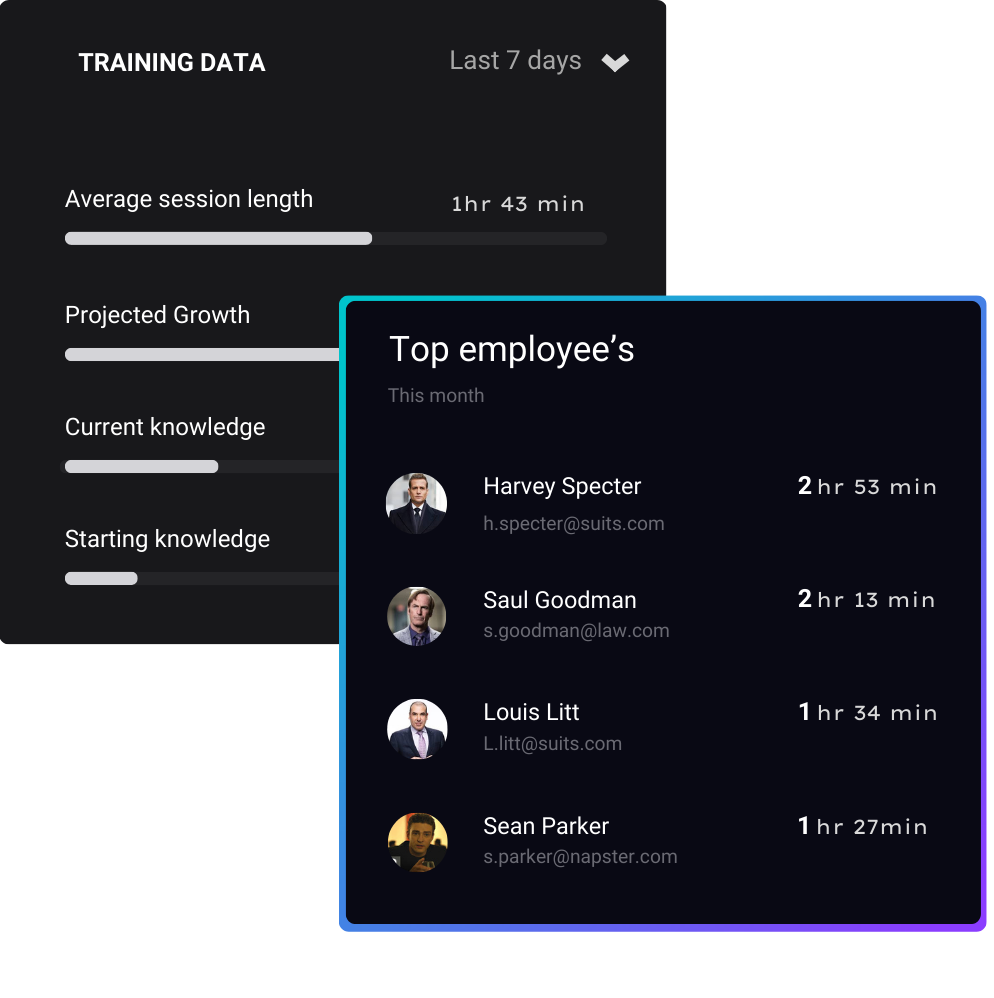 TRAINING DATA
Last 7 days
Average session length
1hr 43 min
Projected Growth
Current knowledge
Starting knowledge
Top employee’s
This month
Harvey Specter
2 hr 53 min
h.specter@suits.com
Saul Goodman
2 hr 13 min
s.goodman@law.com
Louis Litt
1 hr 34 min
L.litt@suits.com
Sean Parker
1 hr 27min
s.parker@napster.com